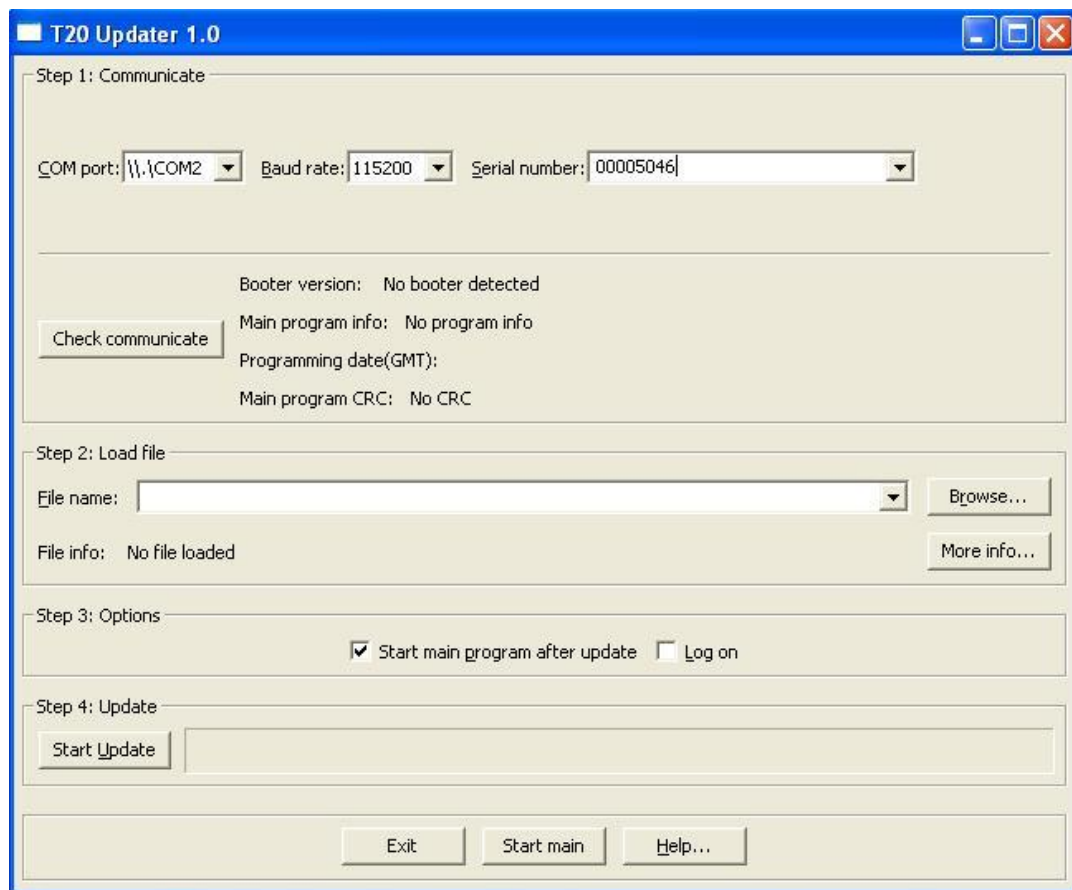 T20 Updater 1.0
Step 1: Communicate
COM port: \\.\COM2 Baud rate: 115200 Serial number: 00005046
Booter version: No booter detected
Main program info: No program info
Check communicate
Programming date(GMT):
Main program CRC: No CRC
Step 2: Load file
File name: Browse...
File info: No file loaded More info...
Step 3: Options
Start main program after update Log on
Step 4: Update
Start Update
Exit Start main Help...